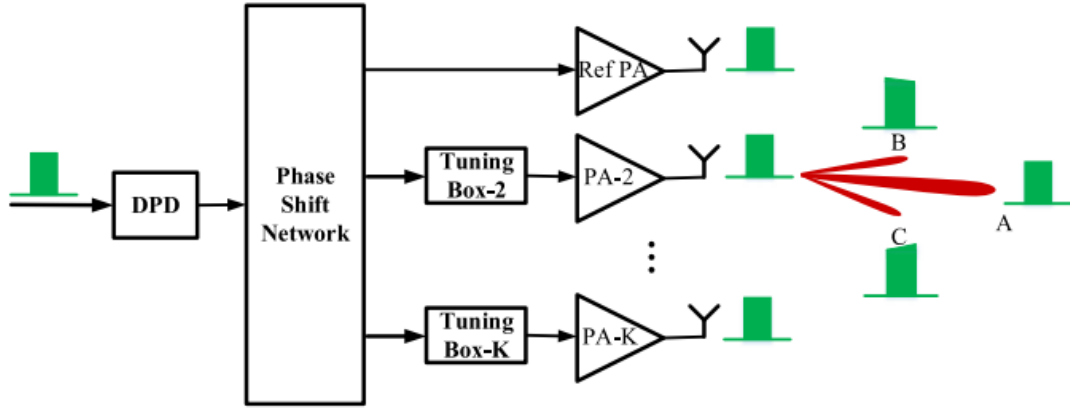 DPD
Phase
Shift
Network
Ref PA
Tuning
Box-2
PA-2
Tuning
Box-K
PA-K
B
A
C